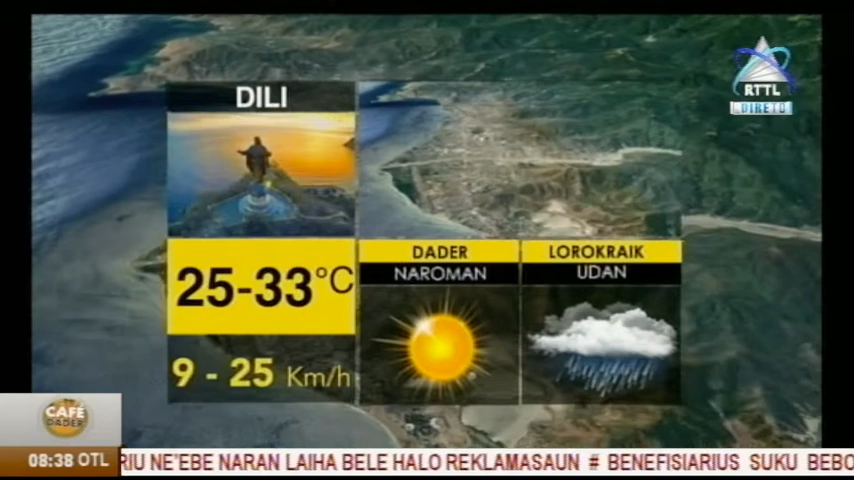 RTTL
DIRETO
DILI
25-33°C
9 - 25 Km/h
DADER
NAROMAN
LOROKRAIK
UDAN
CAFÉ
DADER
08:38 OTL
RIU NE'EBE NARAN LAIHA BELE HALO REKLAMASAUN # BENEFISIARIUS SUKU BEBO